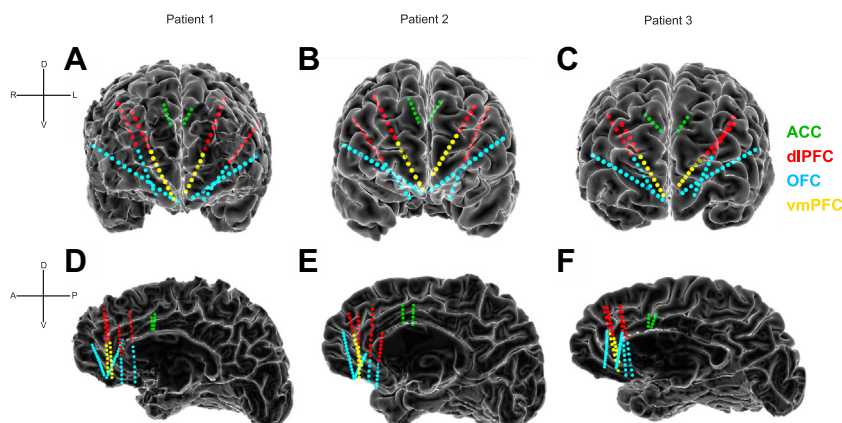 Patient 1 Patient 2 Patient 3
A B C
D
R L
V
ACC
dlPFC
OFC
vmPFC
D E F
D
A P
V